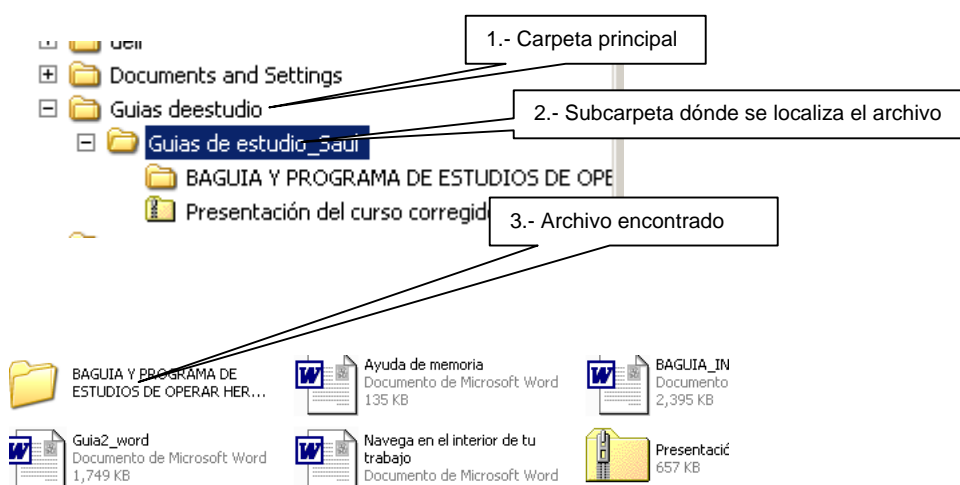 1.- Carpeta principal
Documents and Settings
Guias deestudio
2.- Subcarpeta dónde se localiza el archivo
Guias de estudio_Saul
BAGUIA Y PROGRAMA DE ESTUDIOS DE OPE
Presentación del curso corregid
3.- Archivo encontrado
BAGUIA Y PROGRAMA DE
ESTUDIOS DE OPERAR HER...
Ayuda de memoria
Documento de Microsoft Word
135 KB
BAGUIA_IN
Documento
2,395 KB
Guia2_word
Documento de Microsoft Word
1,749 KB
Navega en el interior de tu
trabajo
Documento de Microsoft Word
Presentació
657 KB